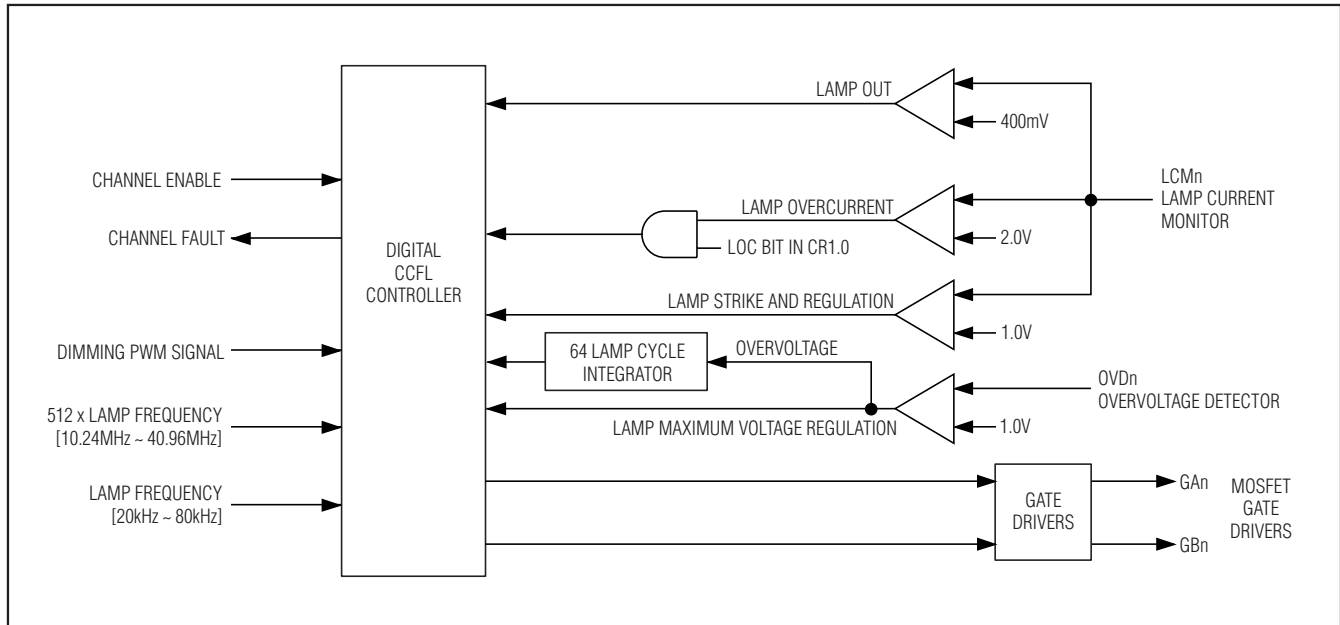 CHANNEL ENABLE
CHANNEL FAULT
DIMMING PWM SIGNAL
512 x LAMP FREQUENCY
[10.24MHz ~ 40.96MHz]
LAMP FREQUENCY
[20kHz ~ 80kHz]
DIGITAL
CCFL
CONTROLLER
LAMP OUT
400mV
LAMP OVERCURRENT
2.0V
LOC BIT IN CR1.0
LAMP STRIKE AND REGULATION
1.0V
64 LAMP CYCLE
INTEGRATOR
OVERVOLTAGE
LAMP MAXIMUM VOLTAGE REGULATION
1.0V
LCMn
LAMP CURRENT
MONITOR
OVDn
OVERVOLTAGE DETECTOR
GATE
DRIVERS
GAn
GBn
MOSFET
GATE
DRIVERS